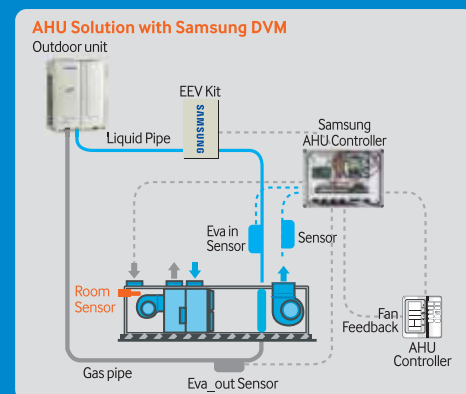 AHU Solution with Samsung DVM
Outdoor unit
EEV Kit
SAMSUNG
Liquid Pipe
Samsung
AHU Controller
Eva in
Sensor
Sensor
Room
Sensor
Fan
Feedback
AHU
Controller
Gas pipe
Eva_out Sensor